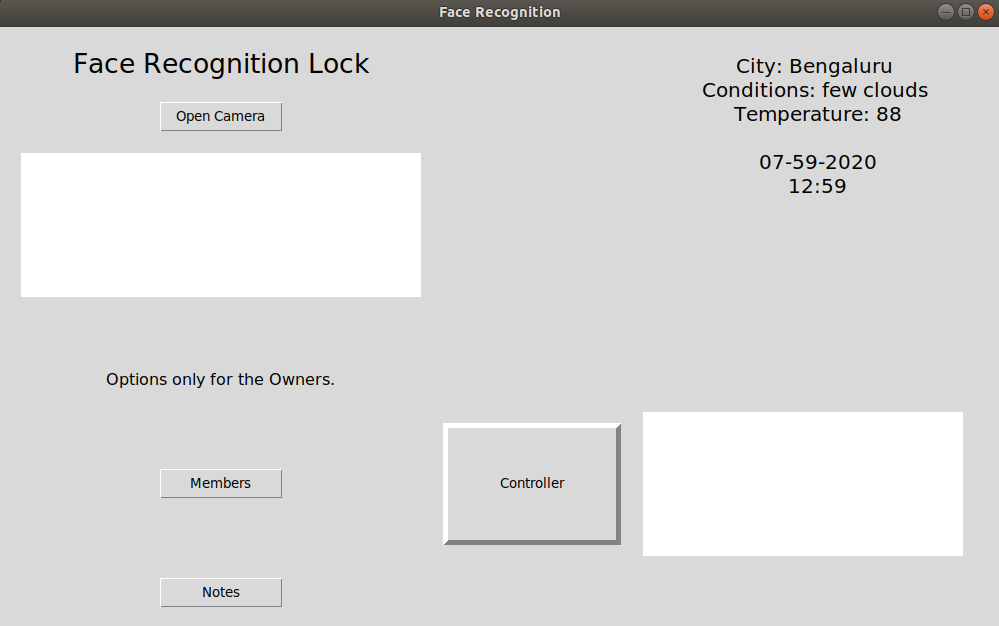 Face Recognition
Face Recognition Lock
Open Camera
City: Bengaluru
Conditions: few clouds
Temperature: 88
07-59-2020
12:59
Options only for the Owners.
Members
Controller
Notes